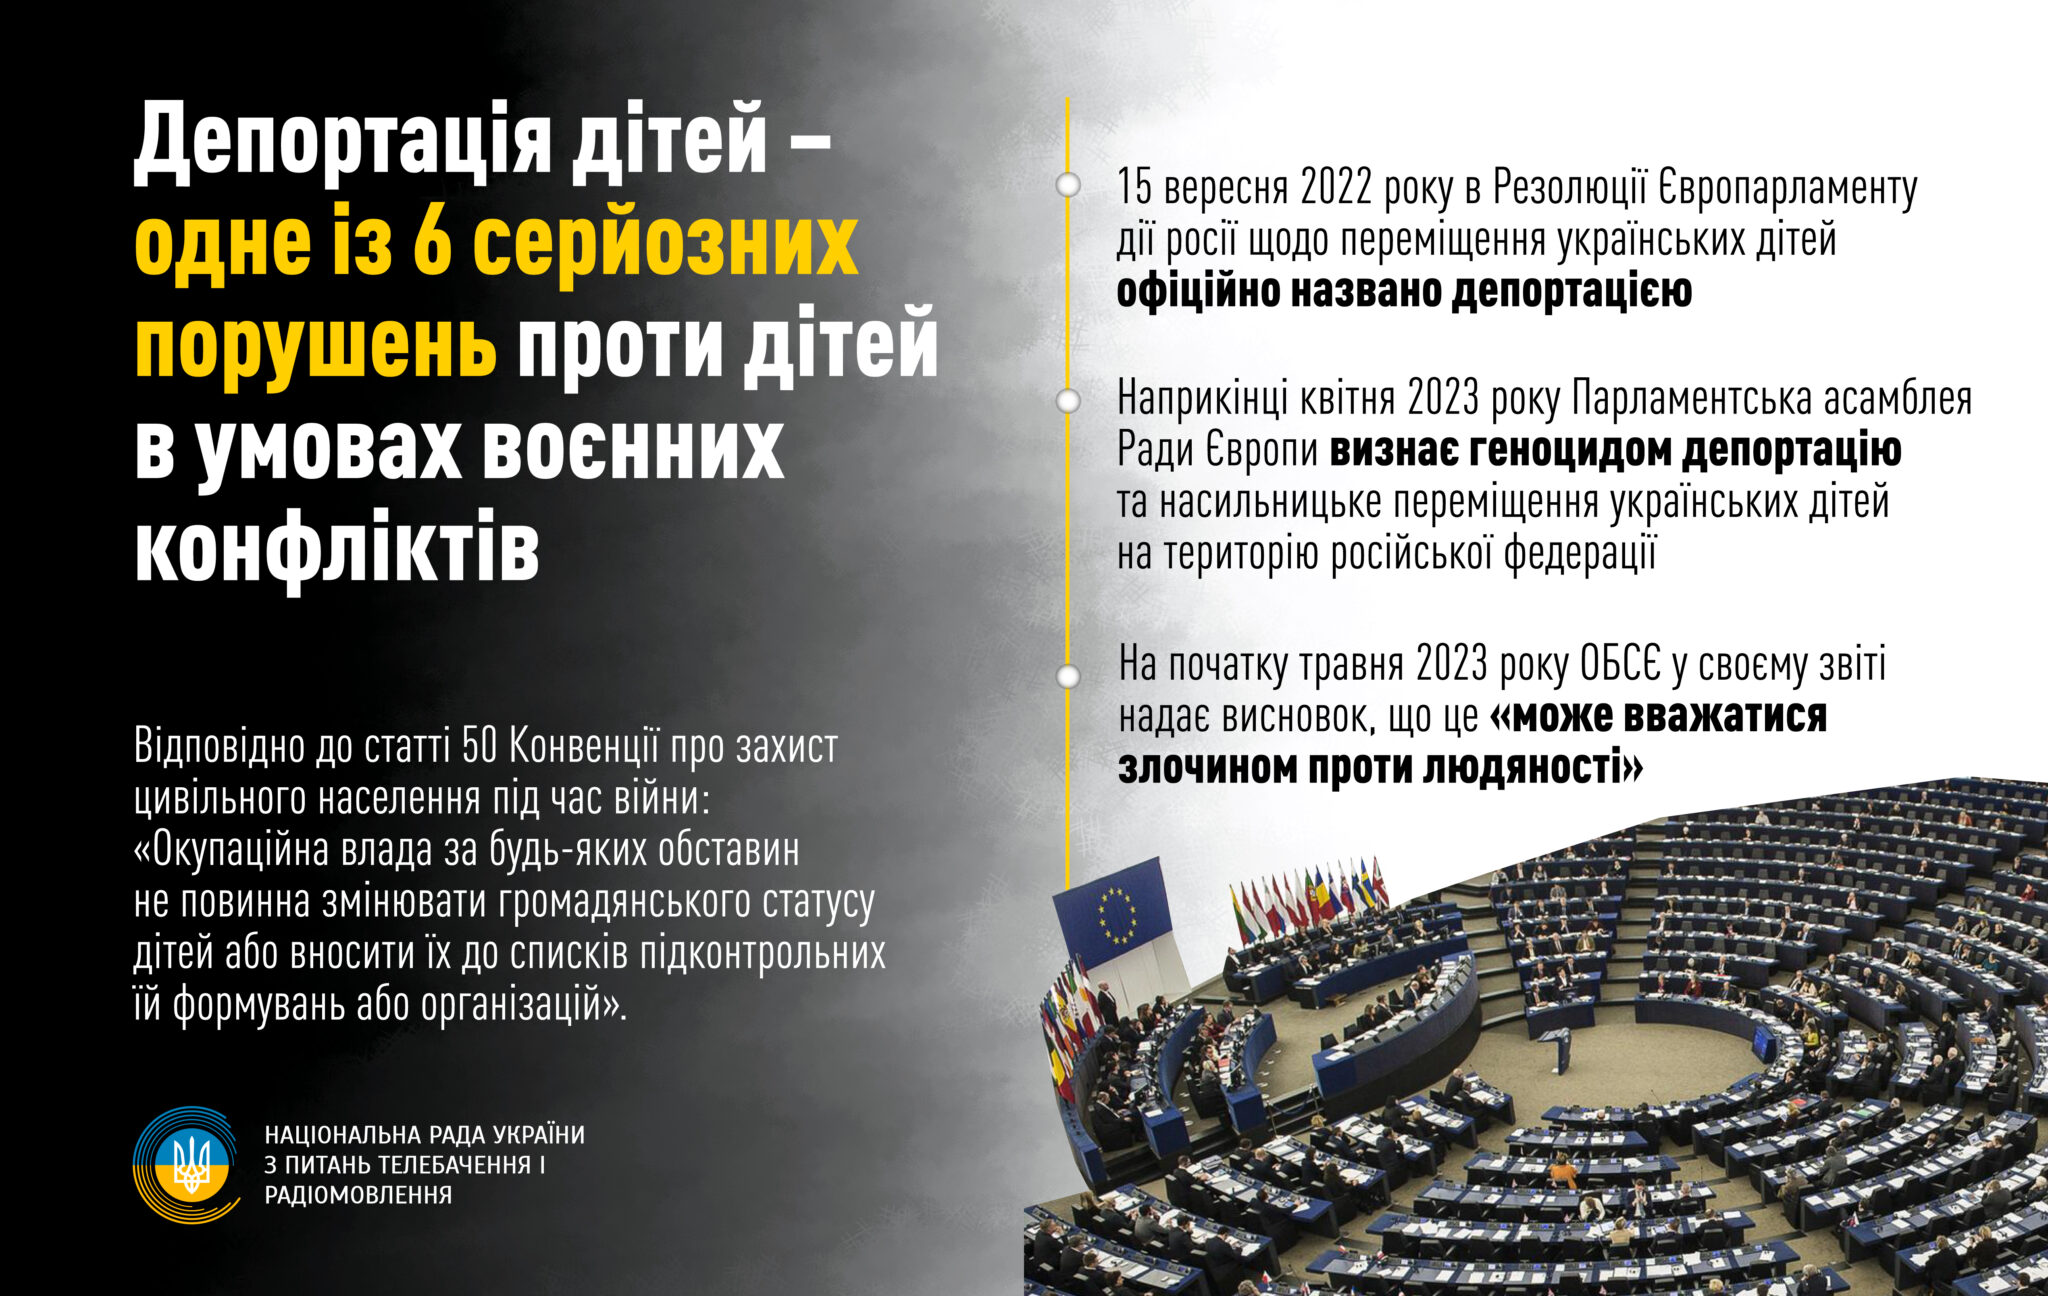 Депортація дітей –
одне із 6 серйозних
порушень проти дітей
в умовах воєнних
конфліктів
Відповідно до статті 50 Конвенції про захист
цивільного населення під час війни:
«Окупаційна влада за будь-яких обставин
не повинна змінювати громадянського статусу
дітей або вносити їх до списків підконтрольних
їй формувань або організацій».
НАЦІОНАЛЬНА РАДА УКРАЇНИ
З ПИТАНЬ ТЕЛЕБАЧЕННЯ І
РАДІОМОВЛЕННЯ
15 вересня 2022 року в Резолюції Європарламенту
дії росії щодо переміщення українських дітей
офіційно названо депортацією
Наприкінці квітня 2023 року Парламентська асамблея
Ради Європи визнає геноцидом депортацію
та насильницьке переміщення українських дітей
на територію російської федерації
На початку травня 2023 року ОБСЄ у своєму звіті
надає висновок, що це «може вважатися
злочином проти людяності»